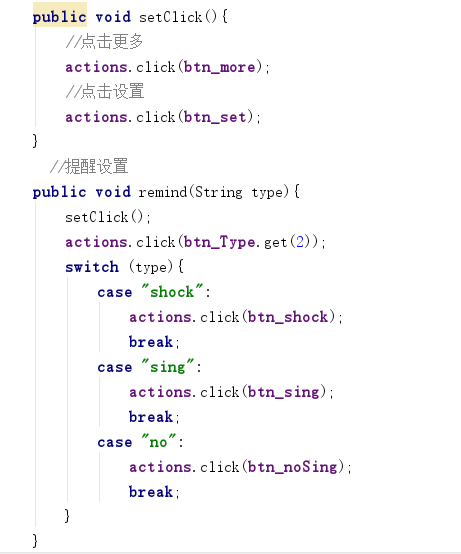 public void setClick(){
//点击更多
actions.click(btn_more);
//点击设置
actions.click(btn_set);
}
//提醒设置
public void remind(String type){
setClick();
actions.click(btn_Type.get(2));
switch (type){
case "shock":
actions.click(btn_shock);
break;
case "sing":
actions.click(btn_sing);
break;
case "no":
actions.click(btn_noSing);
break;
}
}